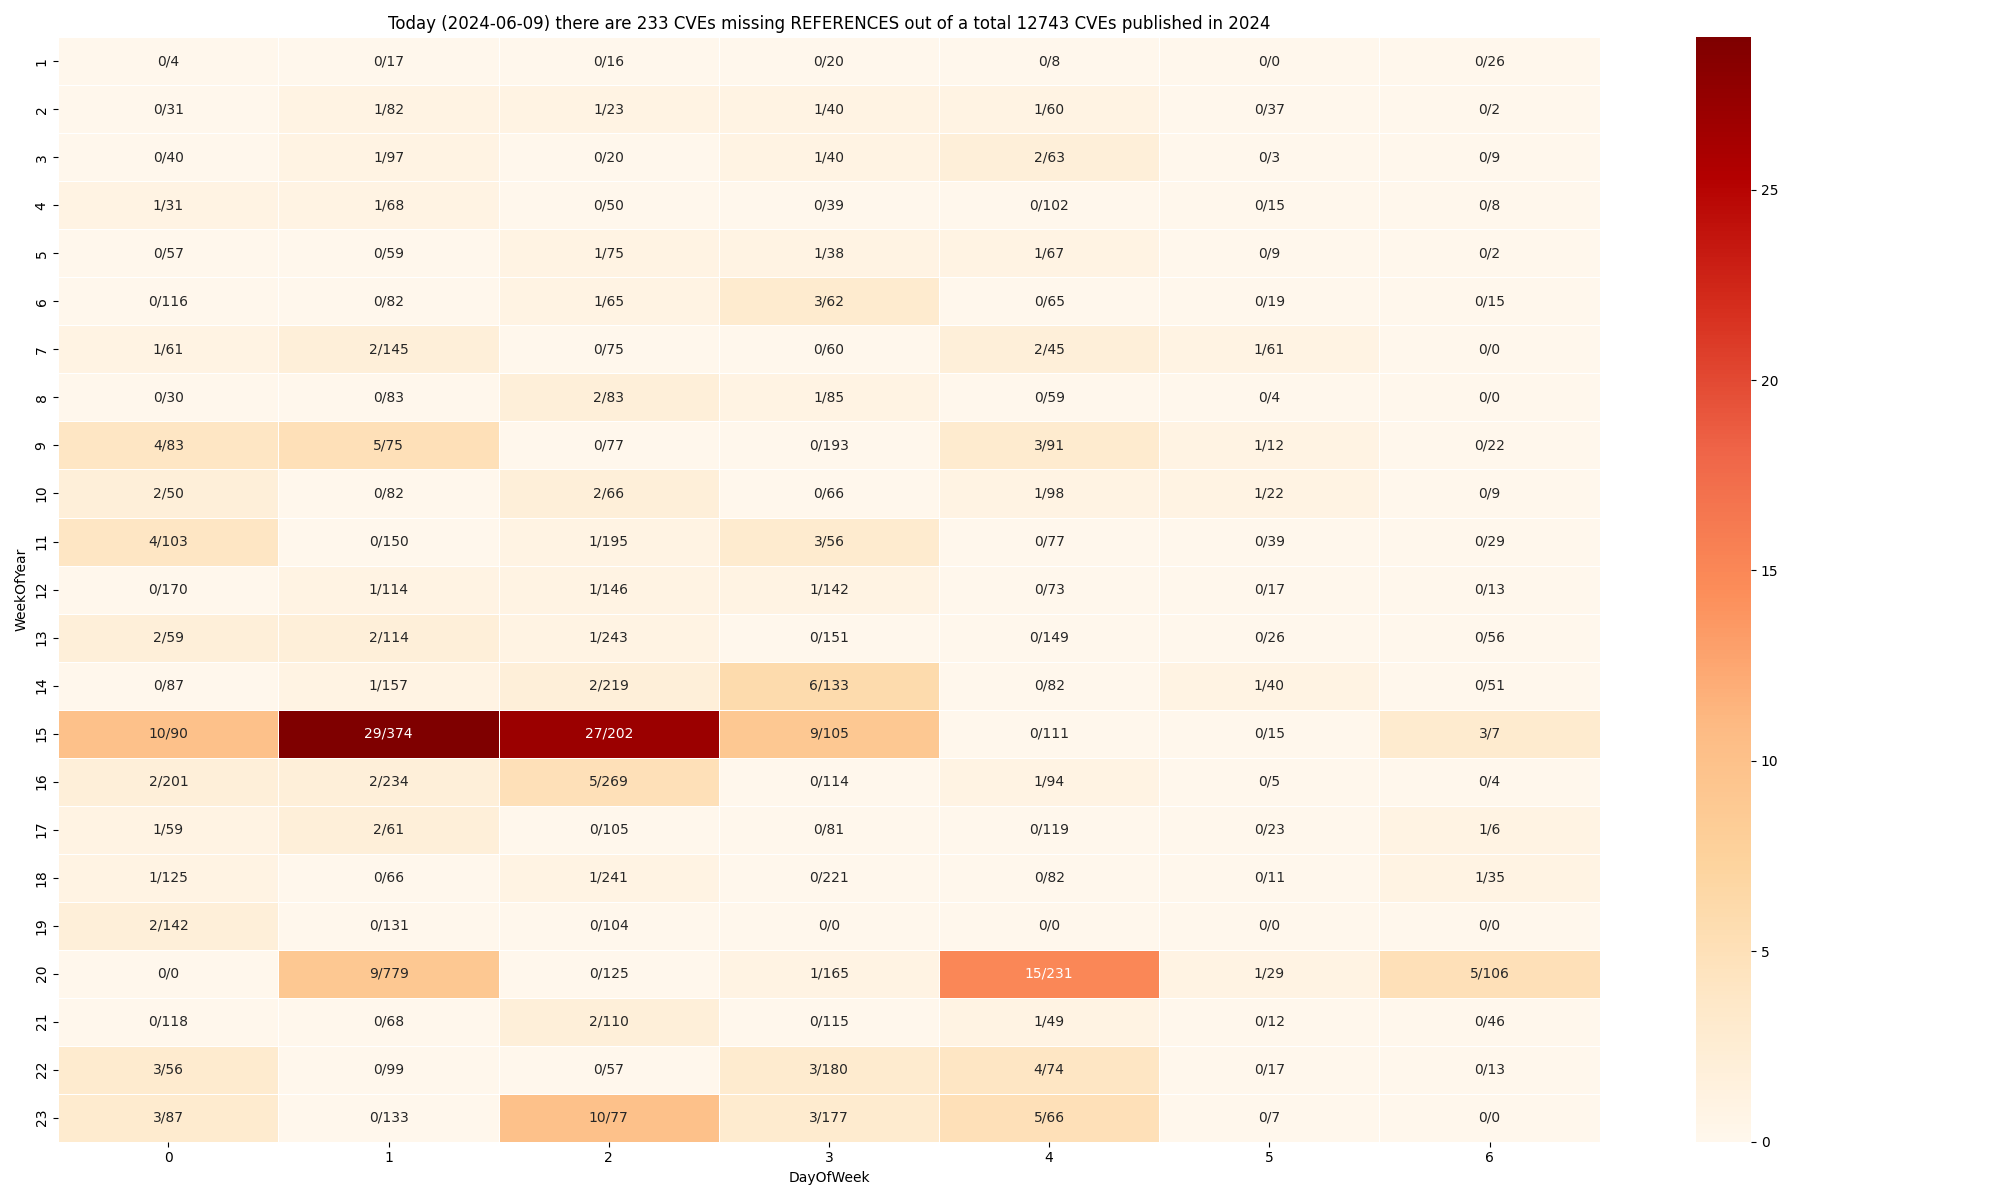 Today (2024-06-09) there are 233 CVEs missing REFERENCES out of a total 12743 CVEs published in 2024
1 0/4 0/17 0/16 0/20 0/8 0/0 0/26
2 0/31 1/82 1/23 1/40 1/60 0/37 0/2
3 0/40 1/97 0/20 1/40 2/63 0/3 0/9
4 1/31 1/68 0/50 0/39 0/102 0/15 0/8
5 0/57 0/59 1/75 1/38 1/67 0/9 0/2
6 0/116 0/82 1/65 3/62 0/65 0/19 0/15
7 1/61 2/145 0/75 0/60 2/45 1/61 0/0
8 0/30 0/83 2/83 1/85 0/59 0/4 0/0
9 4/83 5/75 0/77 0/193 3/91 1/12 0/22
10 2/50 0/82 2/66 0/66 1/98 1/22 0/9
11 4/103 0/150 1/195 3/56 0/77 0/39 0/29
12 0/170 1/114 1/146 1/142 0/73 0/17 0/13
13 2/59 2/114 1/243 0/151 0/149 0/26 0/56
14 0/87 1/157 2/219 6/133 0/82 1/40 0/51
15 10/90 29/374 27/202 9/105 0/111 0/15 3/7
16 2/201 2/234 5/269 0/114 1/94 0/5 0/4
17 1/59 2/61 0/105 0/81 0/119 0/23 1/6
18 1/125 0/66 1/241 0/221 0/82 0/11 1/35
19 2/142 0/131 0/104 0/0 0/0 0/0 0/0
20 0/0 9/779 0/125 1/165 15/231 1/29 5/106
21 0/118 0/68 2/110 0/115 1/49 0/12 0/46
22 3/56 0/99 0/57 3/180 4/74 0/17 0/13
23 3/87 0/133 10/77 3/177 5/66 0/7 0/0
0 1 2 3 4 5 6
DayOfWeek
WeekOfYear
25
20
15
10
5
0